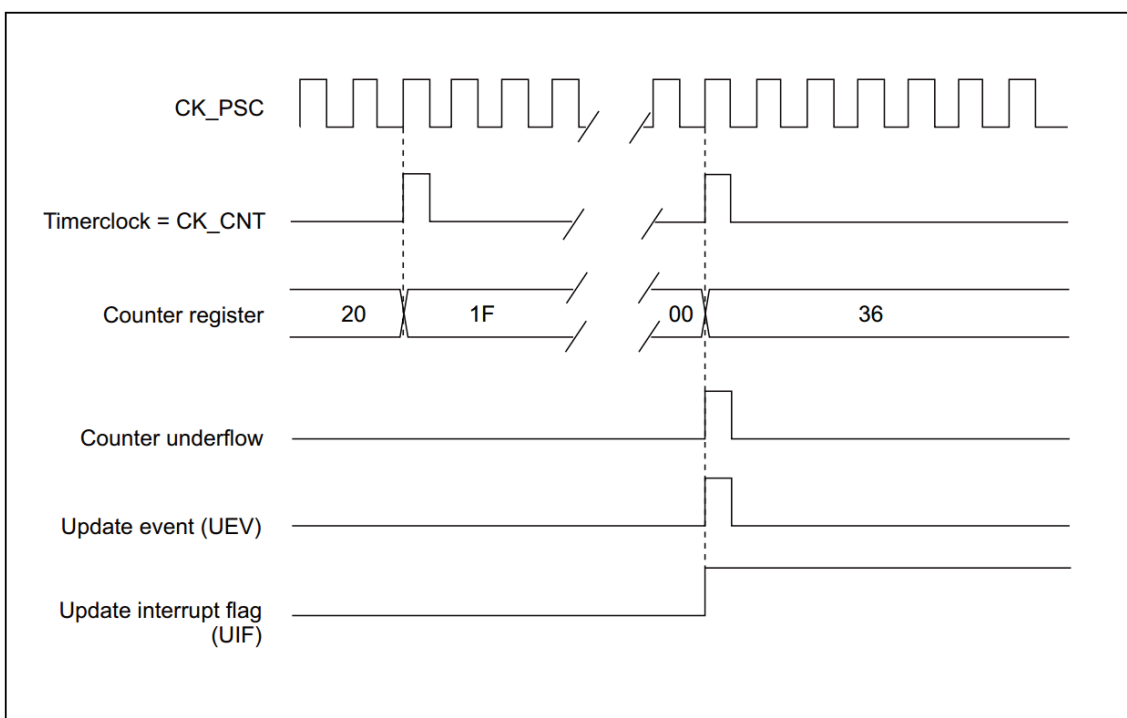 CK_PSC
Timerclock = CK_CNT
Counter register
20
1F
00
36
Counter underflow
Update event (UEV)
Update interrupt flag
(UIF)